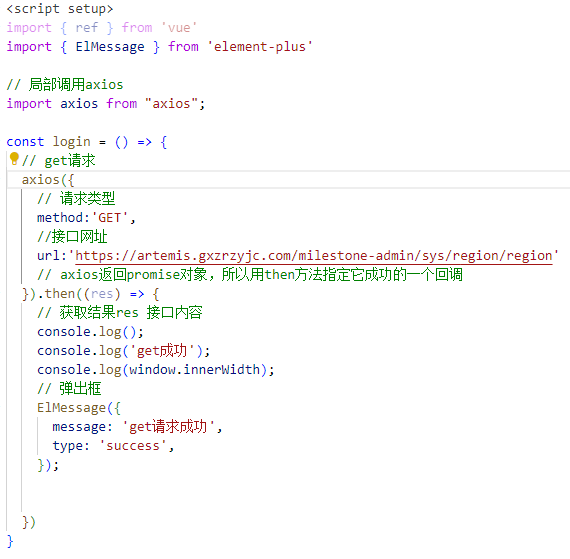 <script setup>
import { ref } from 'vue'
import { ElMessage } from 'element-plus'
// 局部调用axios
import axios from "axios";
const login = () => {
// get请求
axios({
// 请求类型
method:'GET',
//接口网址
url:'https://artemis.gxzrzyjc.com/milestone-admin/sys/region/region'
// axios返回promise对象，所以用then方法指定它成功的一个回调
}).then((res) => {
// 获取结果res 接口内容
console.log();
console.log('get成功');
console.log(window.innerWidth);
// 弹出框
ElMessage({
message: 'get请求成功',
type: 'success',
});
})
}